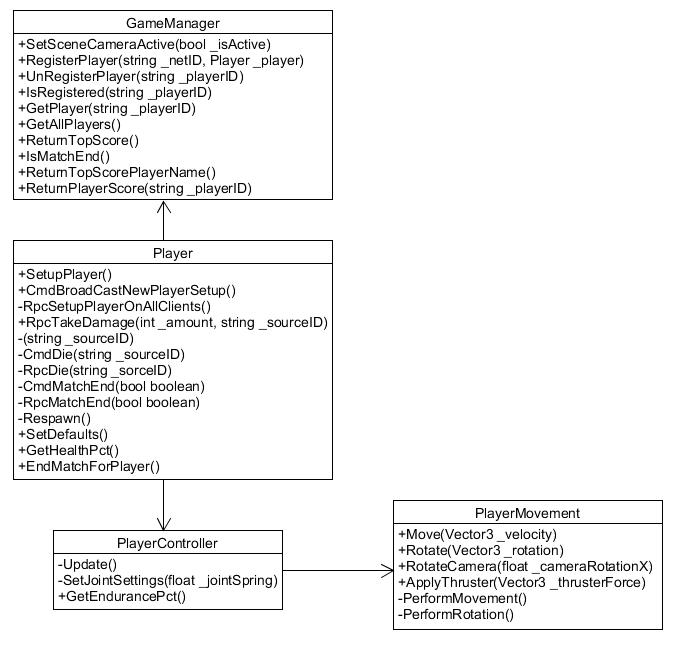 GameManager
+SetSceneCameraActive(bool _isActive)
+RegisterPlayer(string _netID, Player _player)
+UnRegisterPlayer(string _playerID)
+IsRegistered(string _playerID)
+GetPlayer(string _playerID)
+GetAllPlayers()
+ReturnTopScore()
+IsMatchEnd()
+ReturnTopScorePlayerName()
+ReturnPlayerScore(string _playerID)
Player
+SetupPlayer()
+CmdBroadCastNewPlayerSetup()
-RpcSetupPlayerOnAllClients()
+RpcTakeDamage(int _amount, string _sourceID)
-(string _sourceID)
-CmdDie(string _sourceID)
-RpcDie(string _sorceID)
-CmdMatchEnd(bool boolean)
-RpcMatchEnd(bool boolean)
-Respawn()
+SetDefaults()
+GetHealthPct()
+EndMatchForPlayer()
PlayerController
-Update()
-SetJointSettings(float _jointSpring)
+GetEndurancePct()
PlayerMovement
+Move(Vector3 _velocity)
+Rotate(Vector3 _rotation)
+RotateCamera(float _cameraRotationX)
+ApplyThruster(Vector3 _thrusterForce)
-PerformMovement()
-PerformRotation()